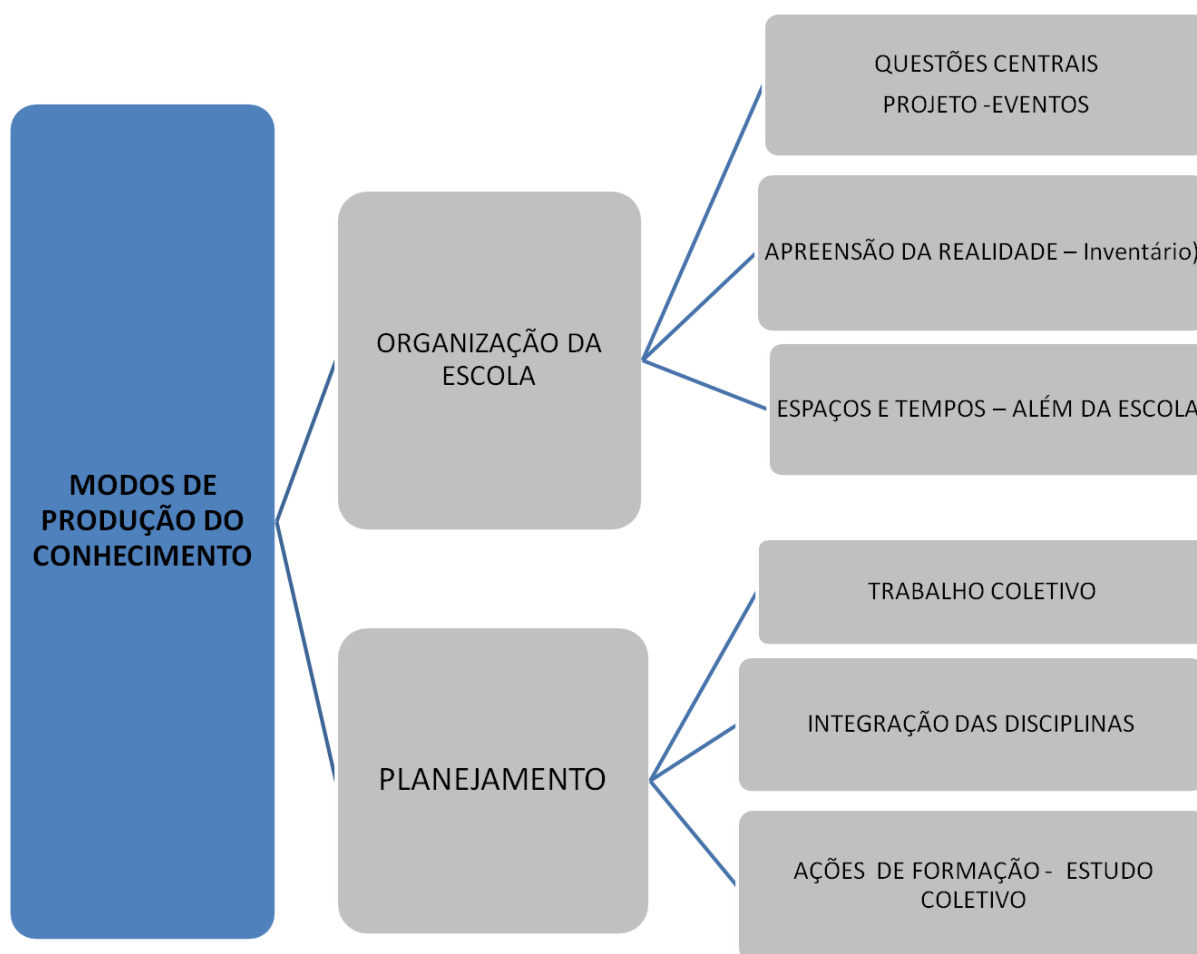 MODOS DE
PRODUÇÃO DO
CONHECIMENTO
ORGANIZAÇÃO DA
ESCOLA
QUESTÕES CENTRAIS
PROJETO -EVENTOS
APREENSÃO DA REALIDADE – Inventário)
ESPAÇOS E TEMPOS – ALÉM DA ESCOLA
PLANEJAMENTO
TRABALHO COLETIVO
INTEGRAÇÃO DAS DISCIPLINAS
AÇÕES DE FORMAÇÃO - ESTUDO
COLETIVO